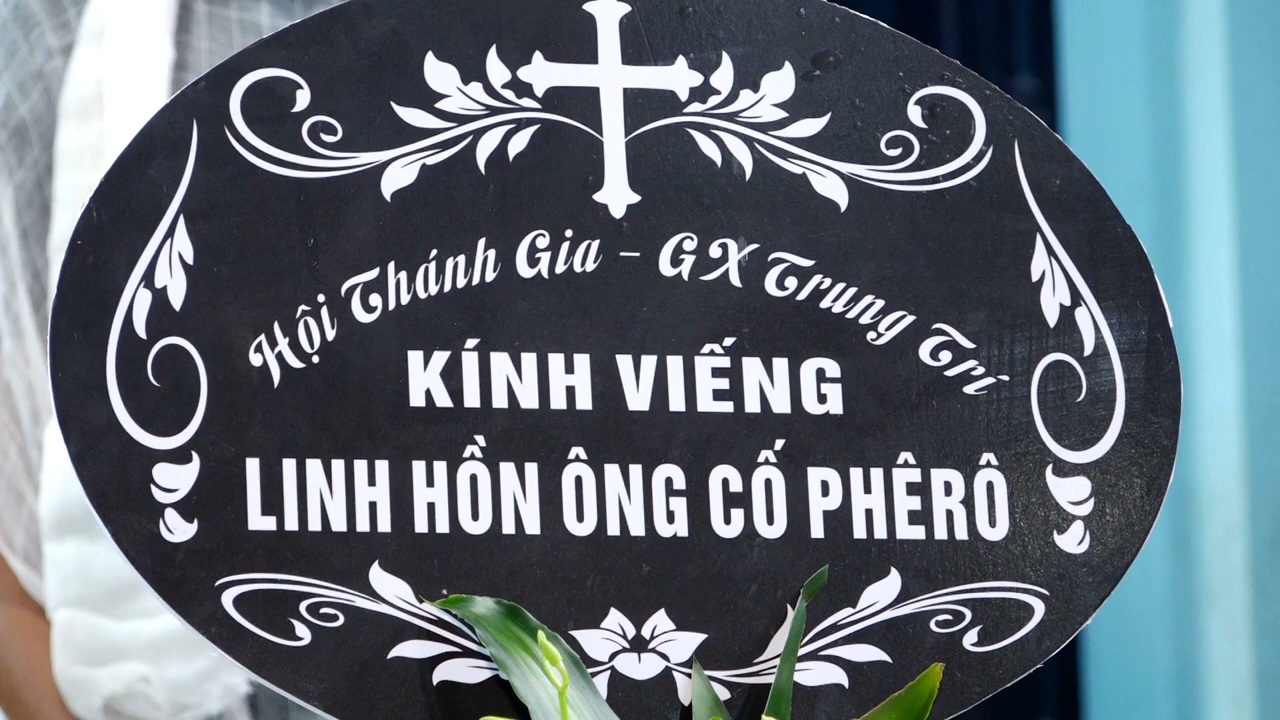 Hội Thánh Gia - GX Trung Trí
KÍNH VIẾNG
LINH HỒN ÔNG CỐ PHÊRÔ